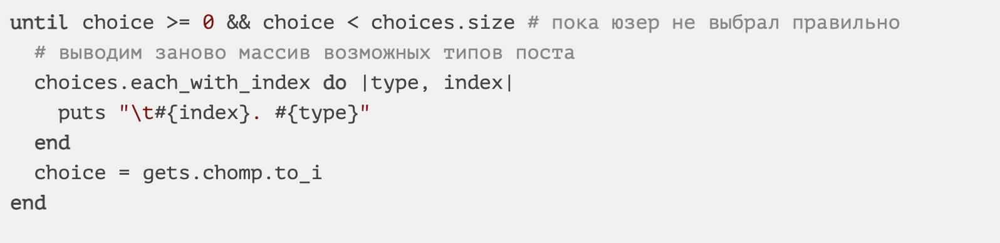 until choice >= 0 && choice < choices.size # пока юзер не выбрал правильно
  # выводим заново массив возможных типов поста
  choices.each_with_index do |type, index|
    puts "\t#{index}. #{type}"
  end
  choice = gets.chomp.to_i
end